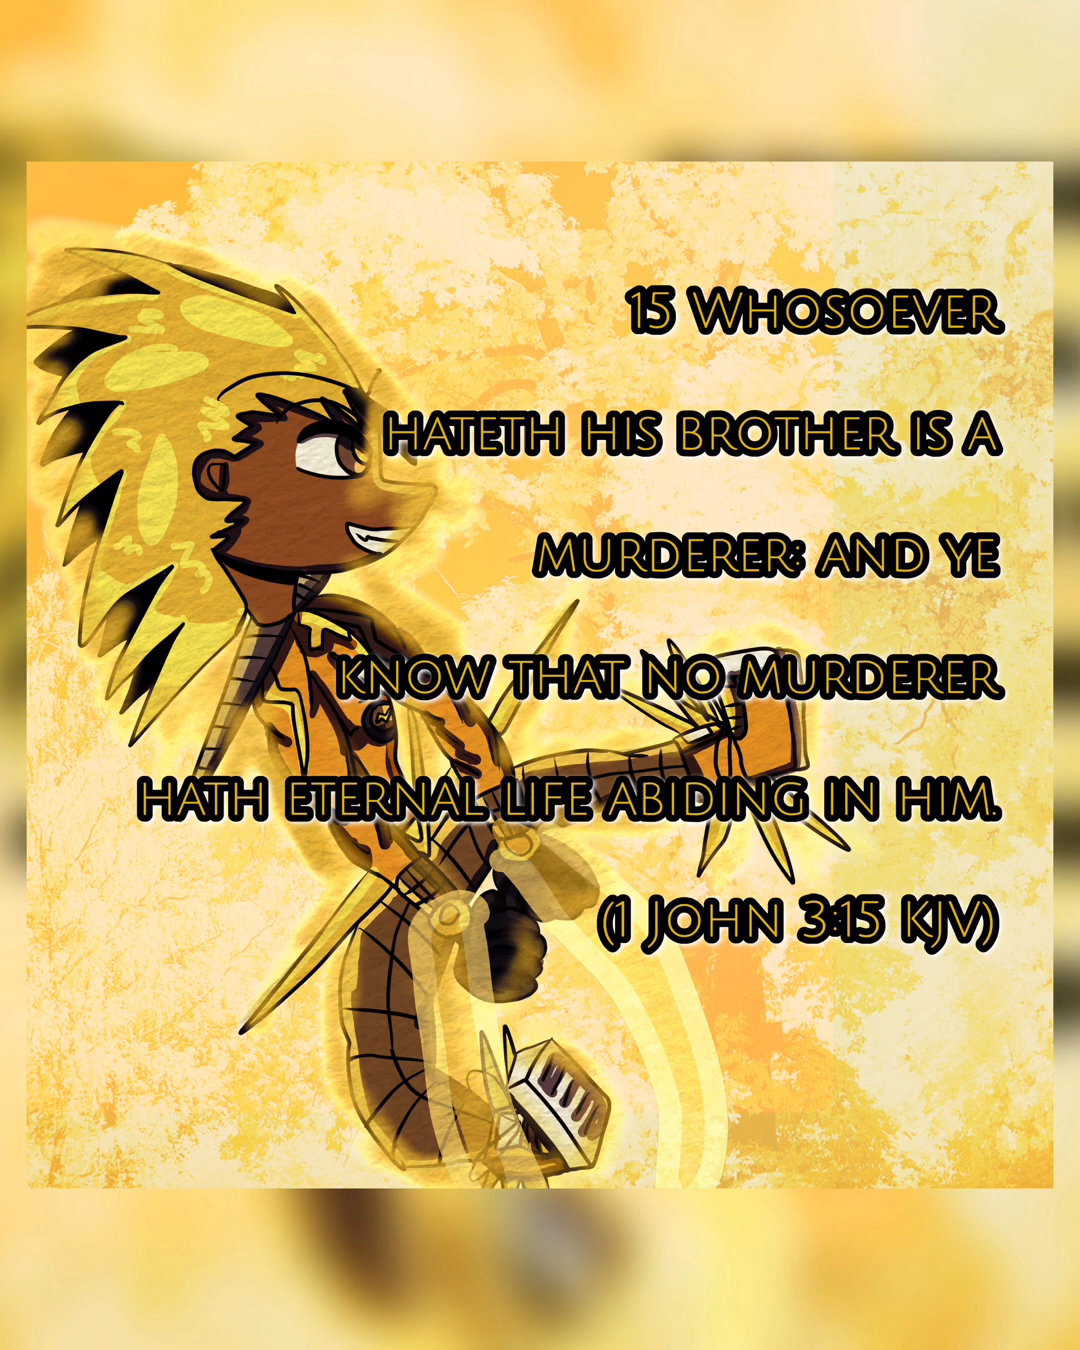 15 Whosoever
hateth his brother is a
murderer: and ye
know that no murderer
hath eternal life abiding in him.
(1 John 3:15 KJV)